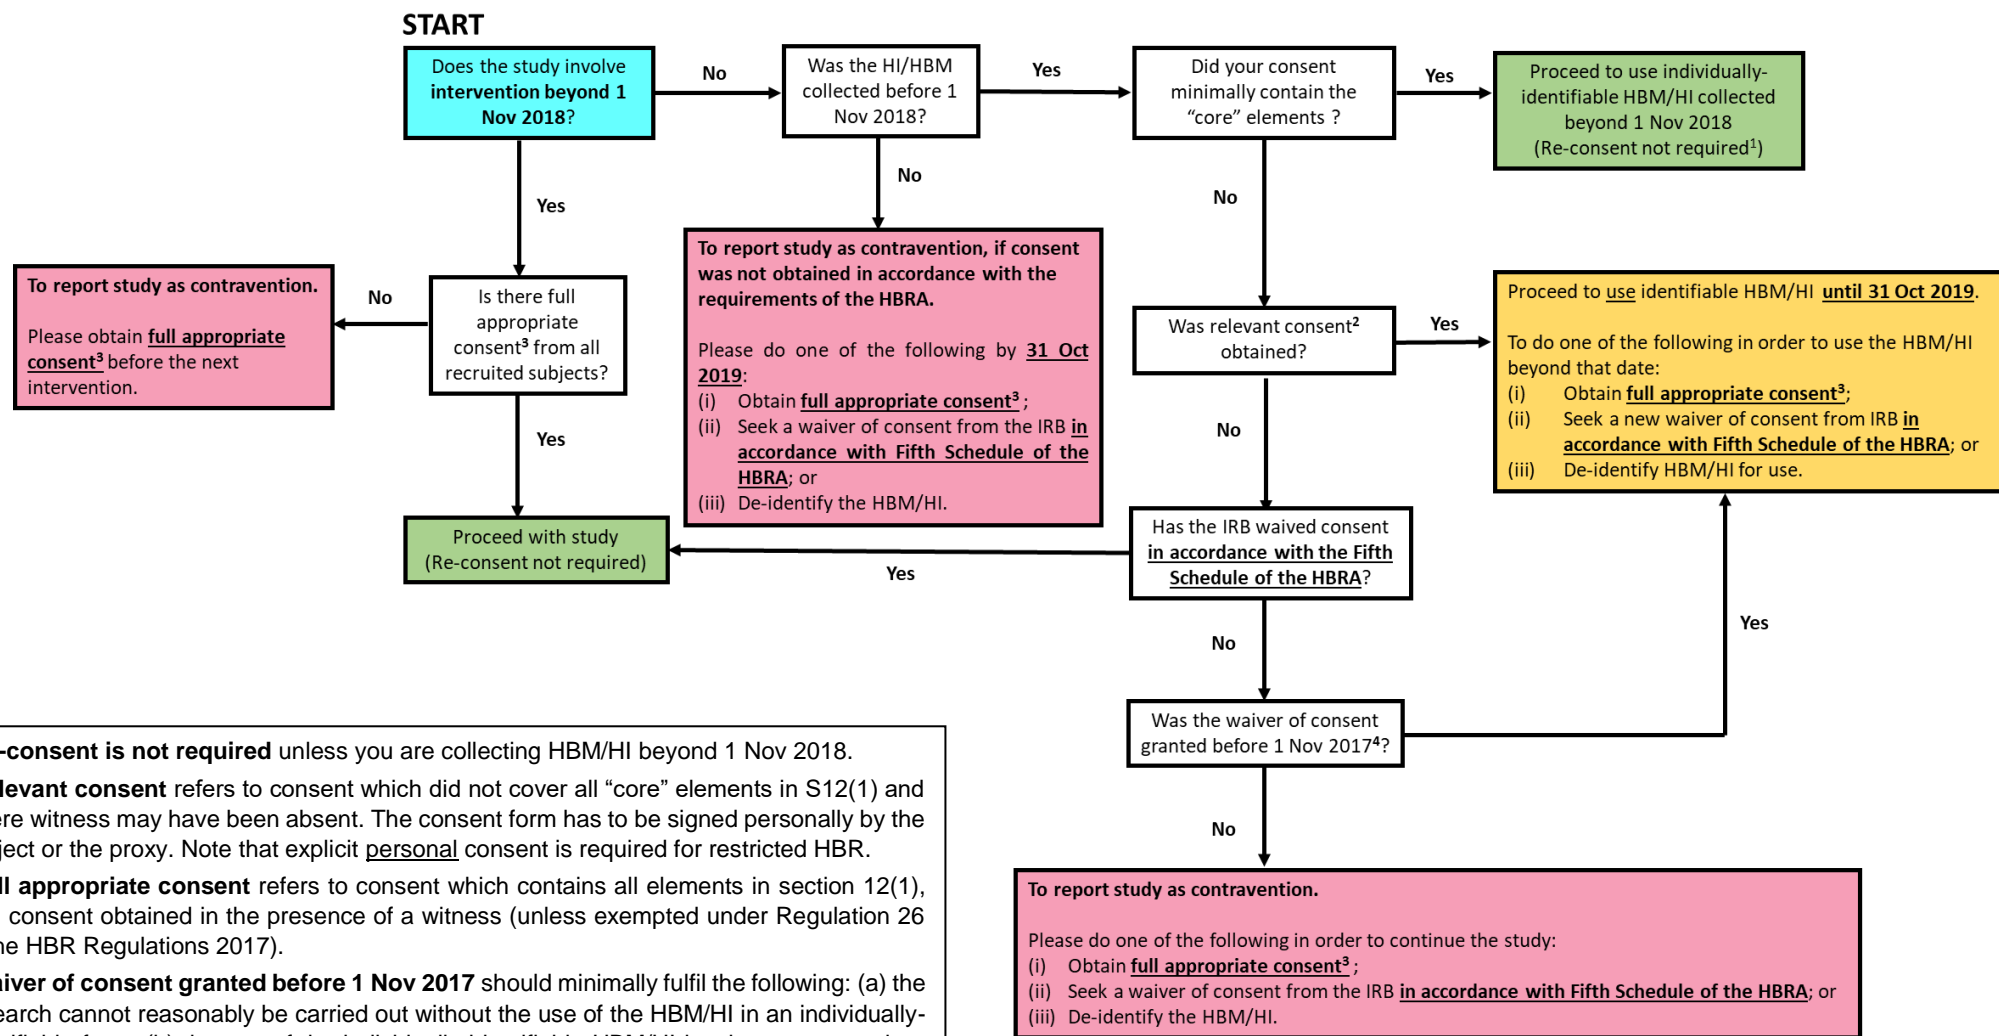 START
Does the study involve
intervention beyond 1
Nov 2018?
No
Was the HI/HBM
collected before 1
Nov 2018?
Yes
Did your consent
minimally contain the
“core” elements ?
Yes
Proceed to use individually-
identifiable HBM/HI collected
beyond 1 Nov 2018
(Re-consent not required¹)
Yes
No
No
To report study as contravention.
Please obtain full appropriate
consent³ before the next
intervention.
No
Is there full
appropriate
consent³ from all
recruited subjects?
To report study as contravention, if consent
was not obtained in accordance with the
requirements of the HBRA.
Please do one of the following by 31 Oct
2019:
(i) Obtain full appropriate consent³ ;
(ii) Seek a waiver of consent from the IRB in
accordance with Fifth Schedule of the
HBRA; or
(iii) De-identify the HBM/HI.
Was relevant consent²
obtained?
Yes
Proceed to use identifiable HBM/HI until 31 Oct 2019.
To do one of the following in order to use the HBM/HI
beyond that date:
(i) Obtain full appropriate consent³;
(ii) Seek a new waiver of consent from IRB in
accordance with Fifth Schedule of the HBRA; or
(iii) De-identify HBM/HI for use.
Yes
No
Proceed with study
(Re-consent not required)
Yes
Has the IRB waived consent
in accordance with the Fifth
Schedule of the HBRA?
No
Yes
Was the waiver of consent
granted before 1 Nov 2017⁴?
No
To report study as contravention.
Please do one of the following in order to continue the study:
(i) Obtain full appropriate consent³ ;
(ii) Seek a waiver of consent from the IRB in accordance with Fifth Schedule of the HBRA; or
(iii) De-identify the HBM/HI.
-consent is not required unless you are collecting HBM/HI beyond 1 Nov 2018.
levant consent refers to consent which did not cover all “core” elements in S12(1) and
ere witness may have been absent. The consent form has to be signed personally by the
ject or the proxy. Note that explicit personal consent is required for restricted HBR.
ll appropriate consent refers to consent which contains all elements in section 12(1),
consent obtained in the presence of a witness (unless exempted under Regulation 26
he HBR Regulations 2017).
aiver of consent granted before 1 Nov 2017 should minimally fulfil the following: (a) the
earch cannot reasonably be carried out without the use of the HBM/HI in an individually-